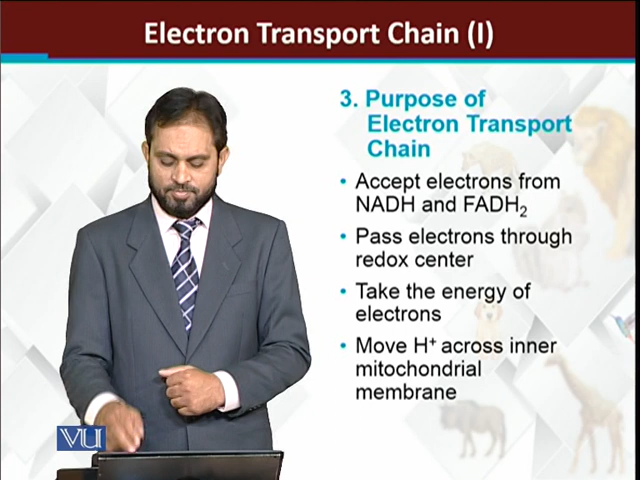 Electron Transport Chain (I)
3. Purpose of
Electron Transport
Chain
• Accept electrons from
NADH and FADH₂
• Pass electrons through
redox center
• Take the energy of
electrons
• Move H⁺ across inner
mitochondrial
membrane
VU